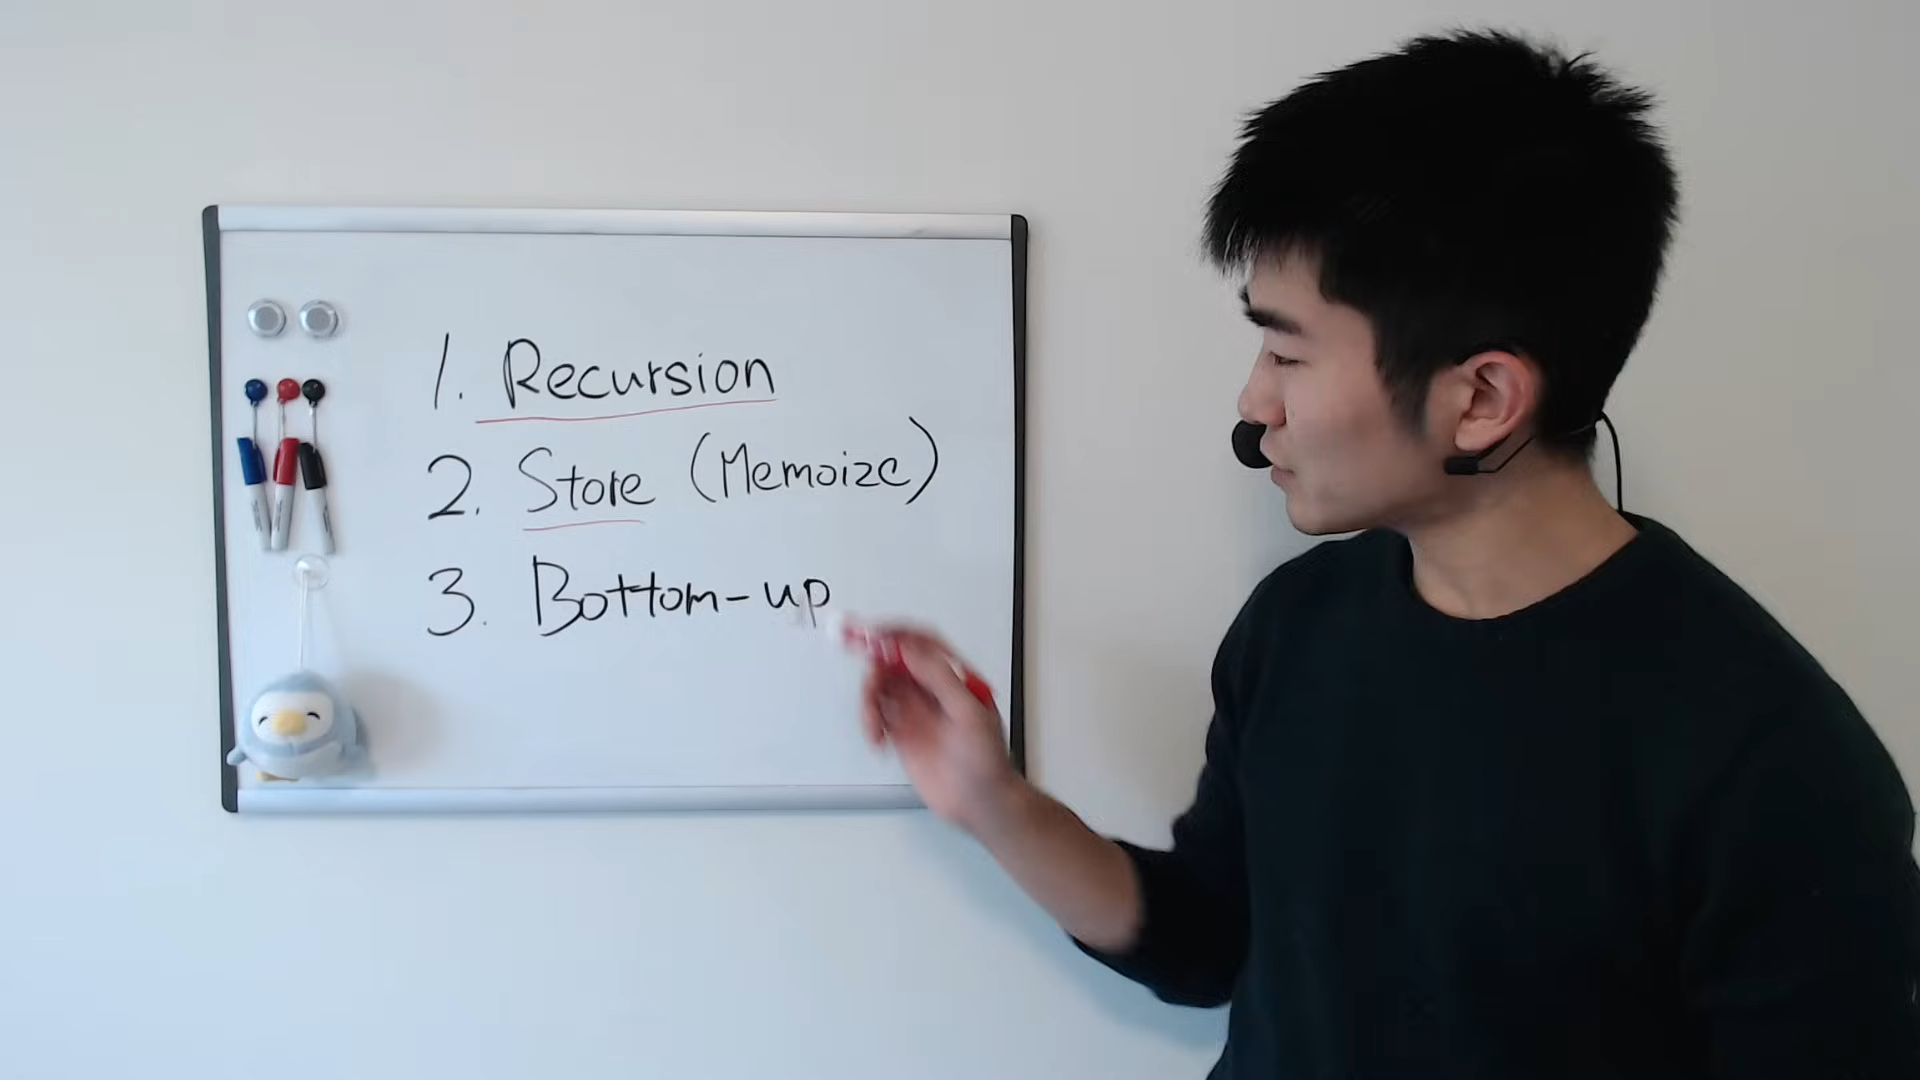 1. Recursion
2. Store (Memoize)
3. Bottom-up